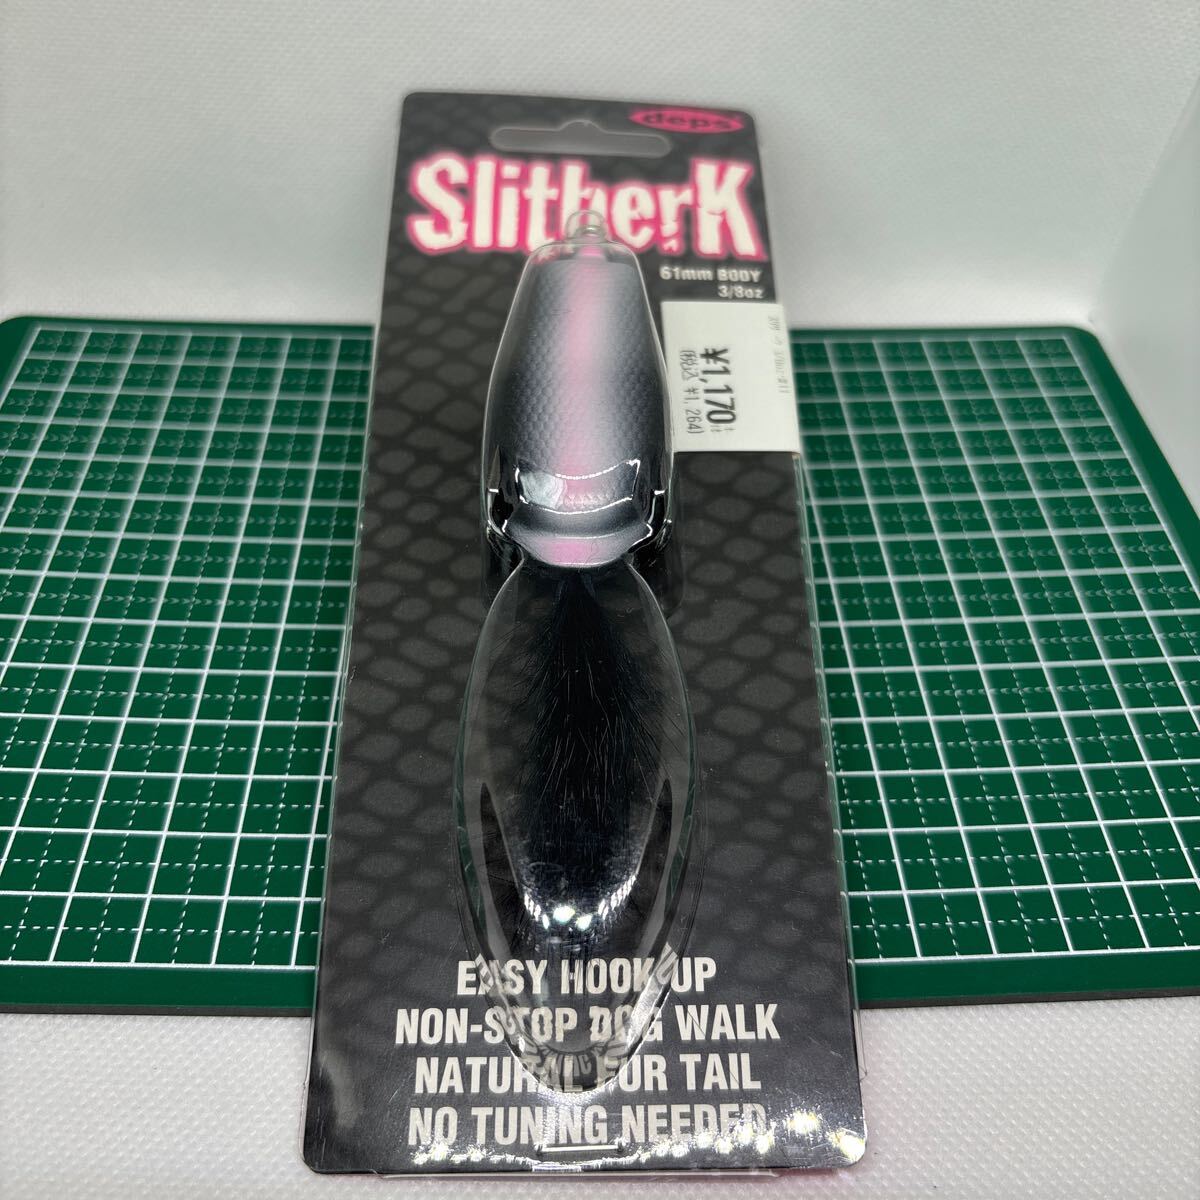 deps
SlitherK
61mm BODY
3/8oz
¥1,170
(税込 ¥1,264)
EASY HOOK UP
NON-STOP DOG WALK
NATURAL FUR TAIL
NO TUNING NEEDED